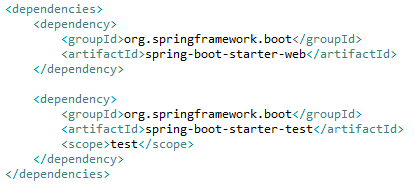 <dependencies>
    <dependency>
        <groupId>org.springframework.boot</groupId>
        <artifactId>spring-boot-starter-web</artifactId>
    </dependency>

    <dependency>
        <groupId>org.springframework.boot</groupId>
        <artifactId>spring-boot-starter-test</artifactId>
        <scope>test</scope>
    </dependency>
</dependencies>